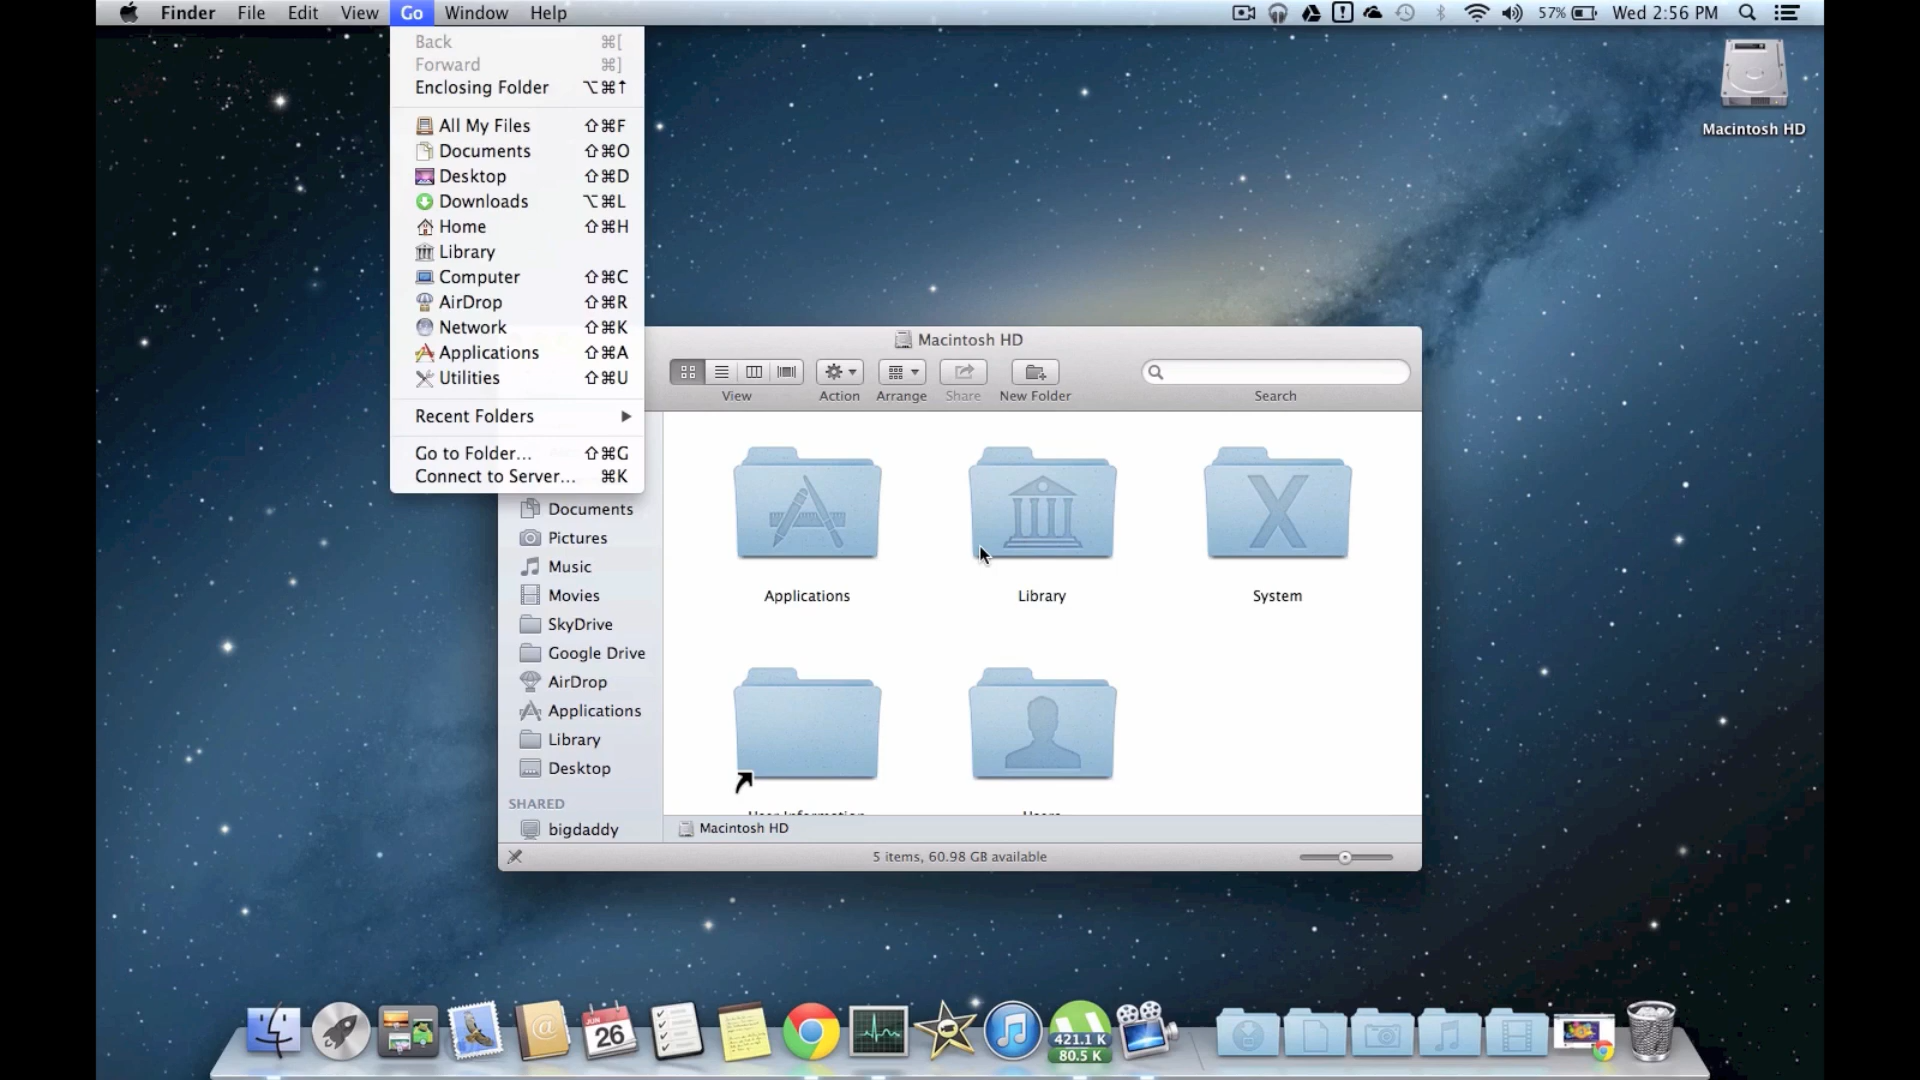 Finder File Edit View Go Window Help 57% Wed 2:56 PM
Back ⌘[
Forward ⌘]
Enclosing Folder ⌥⌘↑
All My Files ⇧⌘F
Documents ⇧⌘O
Desktop ⇧⌘D
Downloads ⌥⌘L
Home ⇧⌘H
Library
Computer ⇧⌘C
AirDrop ⇧⌘R
Network ⇧⌘K
Applications ⇧⌘A
Utilities ⇧⌘U
Recent Folders
Go to Folder... ⇧⌘G
Connect to Server... ⌘K
Macintosh HD
Macintosh HD
View Action Arrange Share New Folder Search
Documents
Pictures
Music
Movies
SkyDrive
Google Drive
AirDrop
Applications
Library
Desktop
SHARED
bigdaddy
Applications Library System
User Information Users
Macintosh HD
5 items, 60.98 GB available
JUN
26
421.1 K
80.5 K